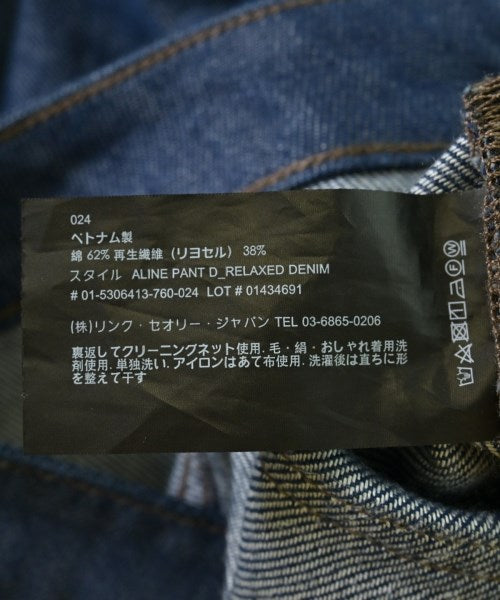 024
ベトナム製
綿 62% 再生繊維（リヨセル）38%
スタイル ALINE PANT D_RELAXED DENIM
# 01-5306413-760-024 LOT # 01434691
(株)リンク・セオリー・ジャパン TEL 03-6865-0206
裏返してクリーニングネット使用. 毛・絹・おしゃれ着用洗
剤使用. 単独洗い. アイロンはあて布使用. 洗濯後は直ちに形
を整えて干す